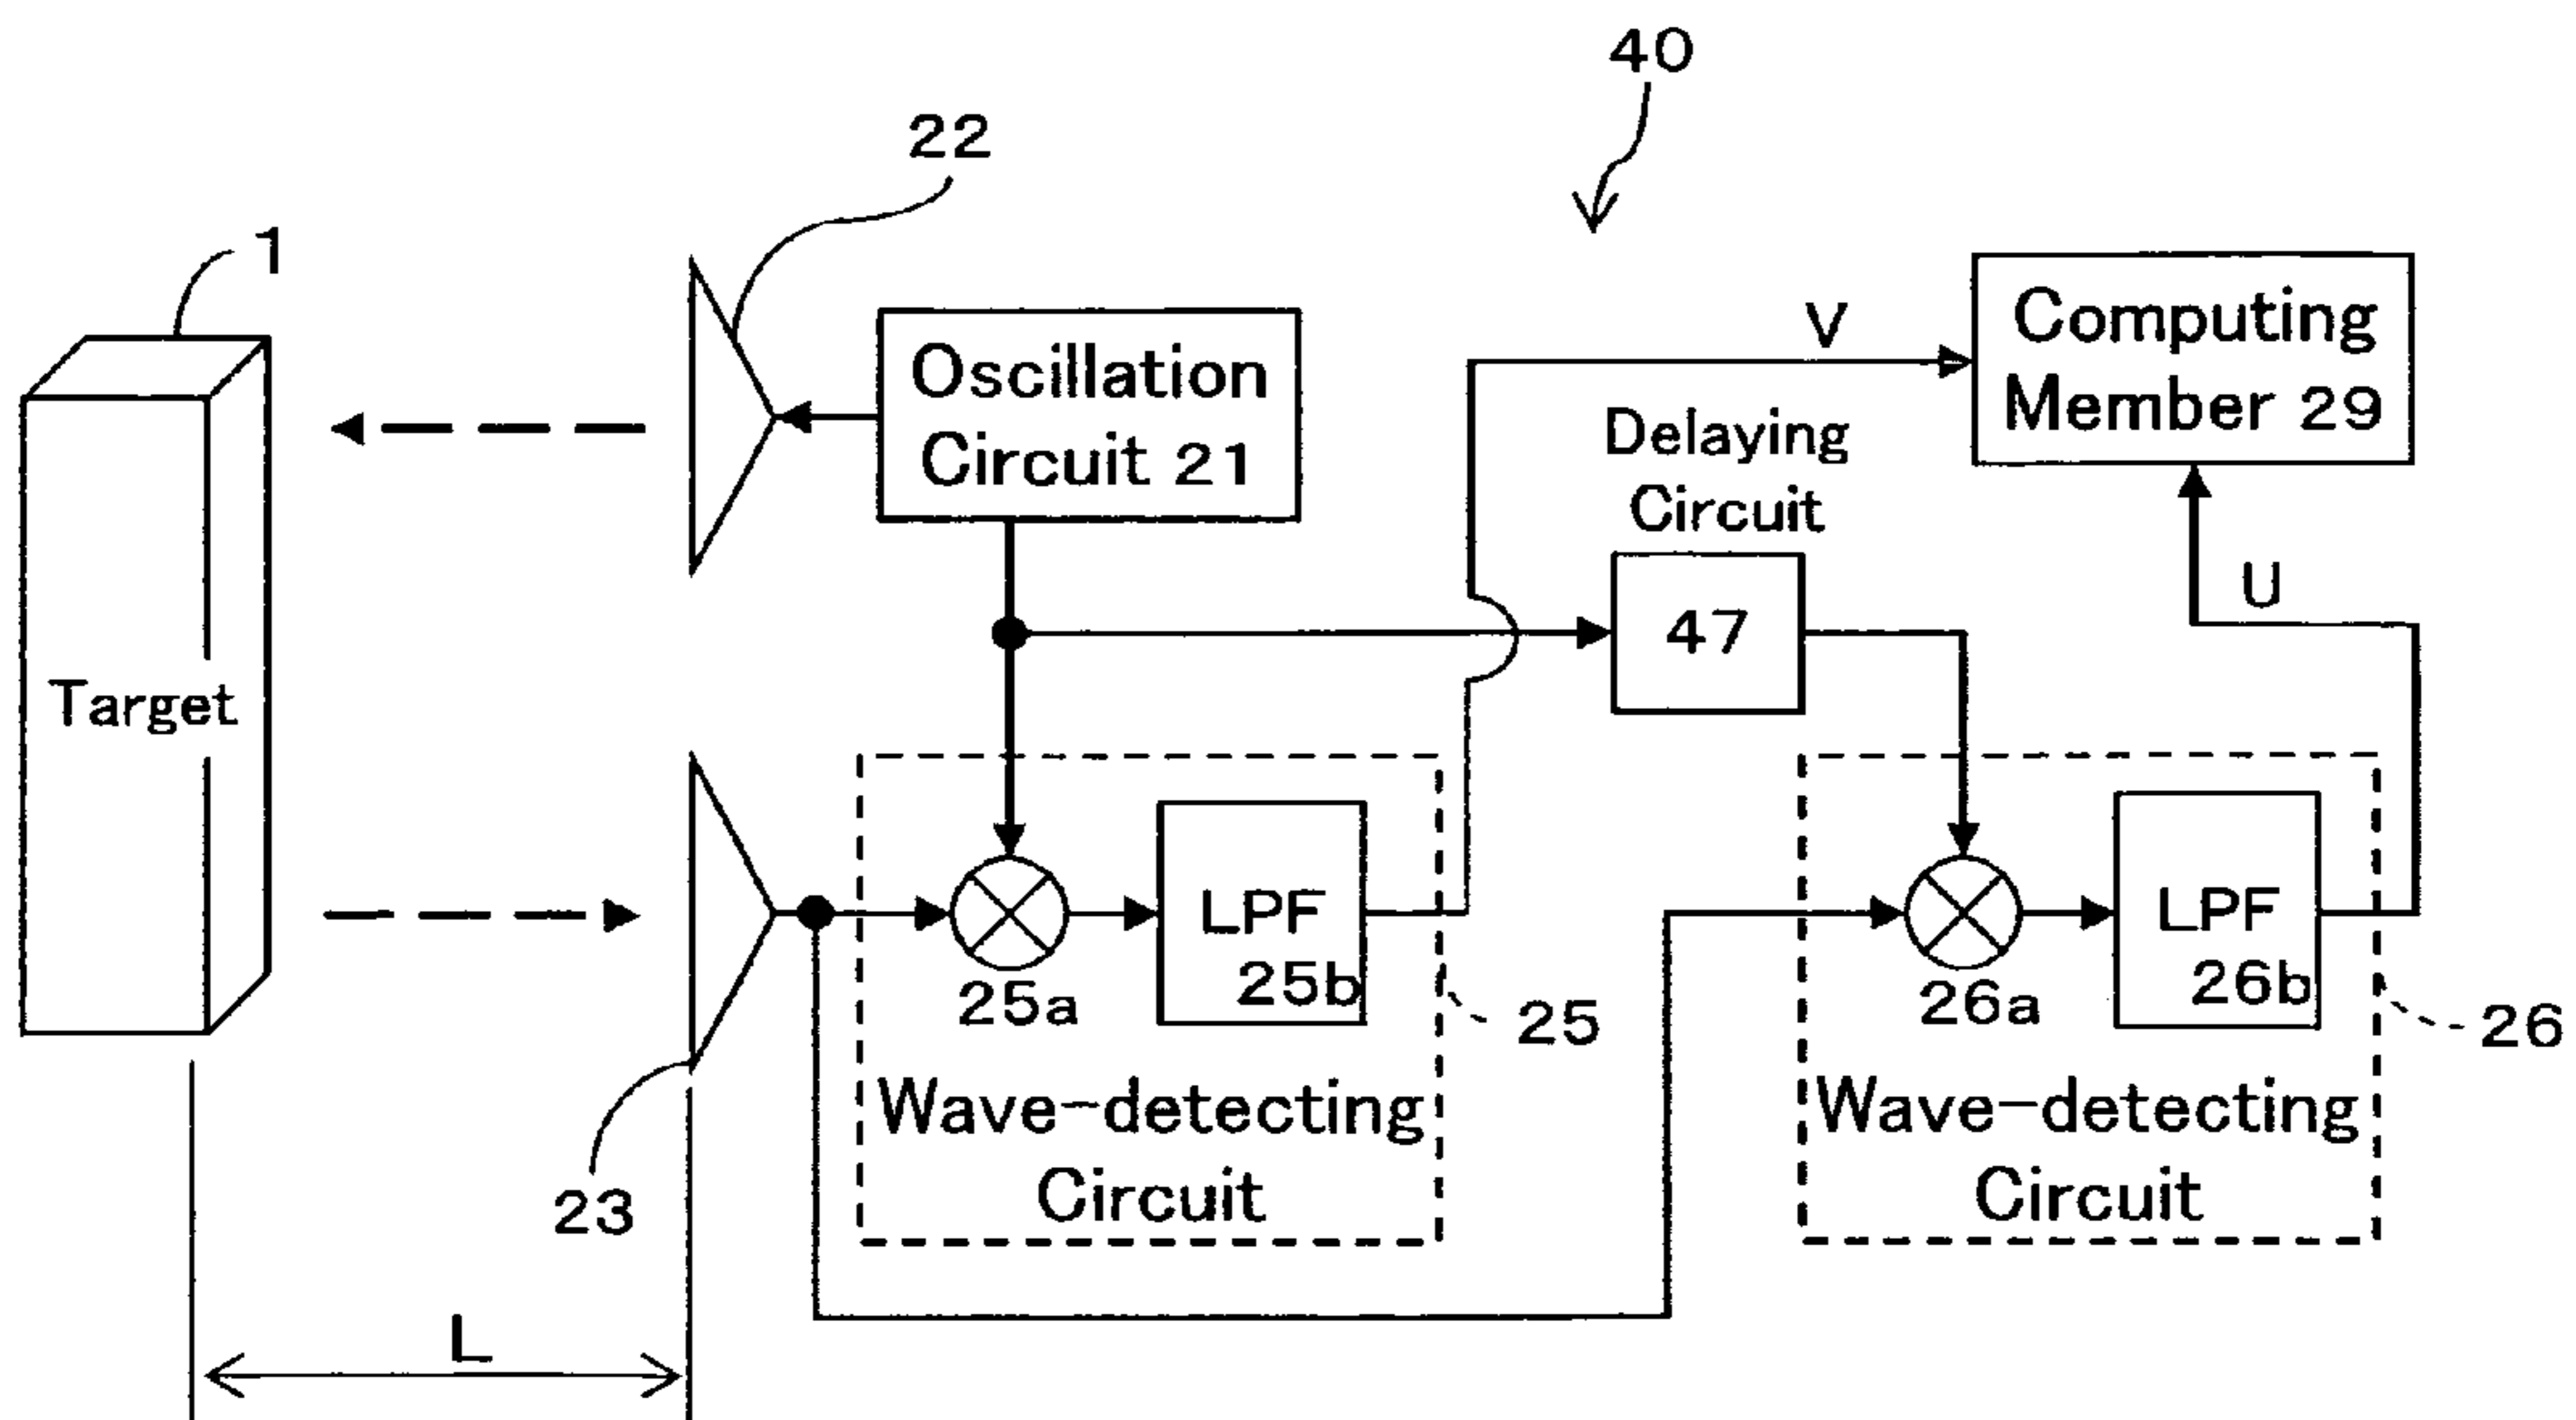 40
22
1
Oscillation
Circuit 21
V
Computing
Member 29
Delaying
Circuit
47
U
Target
LPF
25b
25a
25
LPF
26b
26a
26
23
Wave-detecting
Circuit
Wave-detecting
Circuit
L